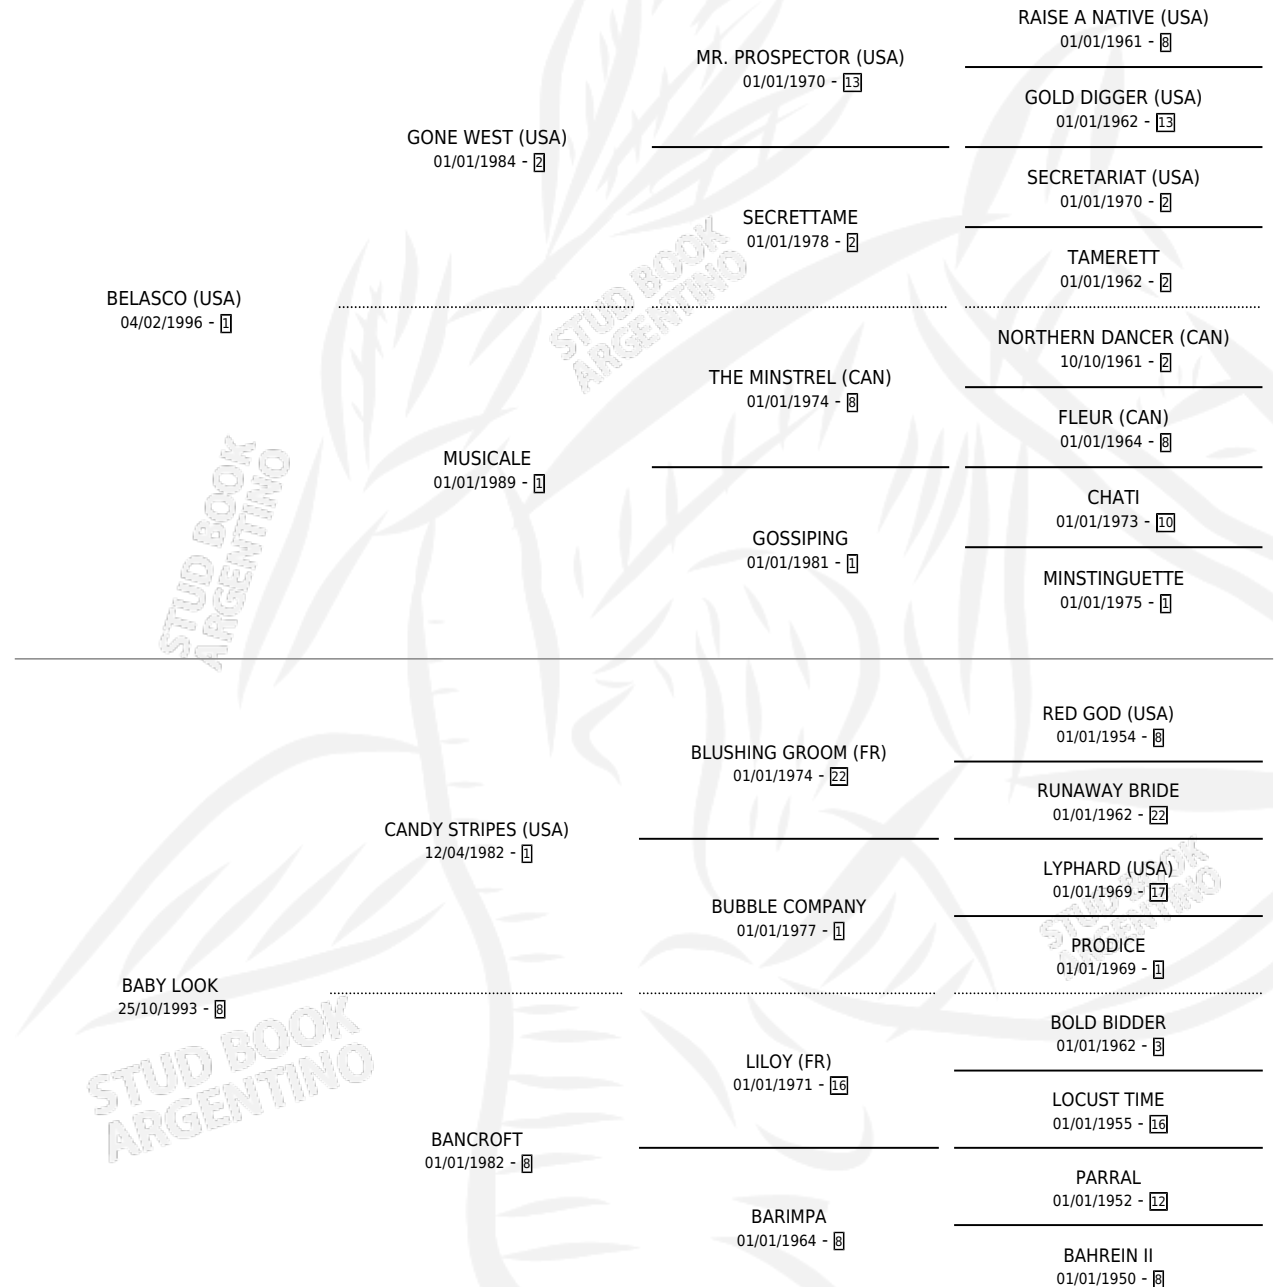 RAISE A NATIVE (USA)
01/01/1961 - 8
MR. PROSPECTOR (USA)
01/01/1970 - 13
GOLD DIGGER (USA)
01/01/1962 - 13
GONE WEST (USA)
01/01/1984 - 2
SECRETARIAT (USA)
01/01/1970 - 2
SECRETTAME
01/01/1978 - 2
TAMERETT
01/01/1962 - 2
BELASCO (USA)
04/02/1996 - 1
NORTHERN DANCER (CAN)
10/10/1961 - 2
THE MINSTREL (CAN)
01/01/1974 - 8
FLEUR (CAN)
01/01/1964 - 8
MUSICALE
01/01/1989 - 1
CHATI
01/01/1973 - 10
GOSSIPING
01/01/1981 - 1
MINSTINGUETTE
01/01/1975 - 1
RED GOD (USA)
01/01/1954 - 8
BLUSHING GROOM (FR)
01/01/1974 - 22
RUNAWAY BRIDE
01/01/1962 - 22
CANDY STRIPES (USA)
12/04/1982 - 1
LYPHARD (USA)
01/01/1969 - 17
BUBBLE COMPANY
01/01/1977 - 1
PRODICE
01/01/1969 - 1
BABY LOOK
25/10/1993 - 8
BOLD BIDDER
01/01/1962 - 3
LILOY (FR)
01/01/1971 - 16
LOCUST TIME
01/01/1955 - 16
BANCROFT
01/01/1982 - 8
PARRAL
01/01/1952 - 12
BARIMPA
01/01/1964 - 8
BAHREIN II
01/01/1950 - 8
STUD BOOK
ARGENTINO
STUD BOOK
ARGENTINO
STUD BOOK
ARGENTINO
STUD BOOK
ARGENTINO